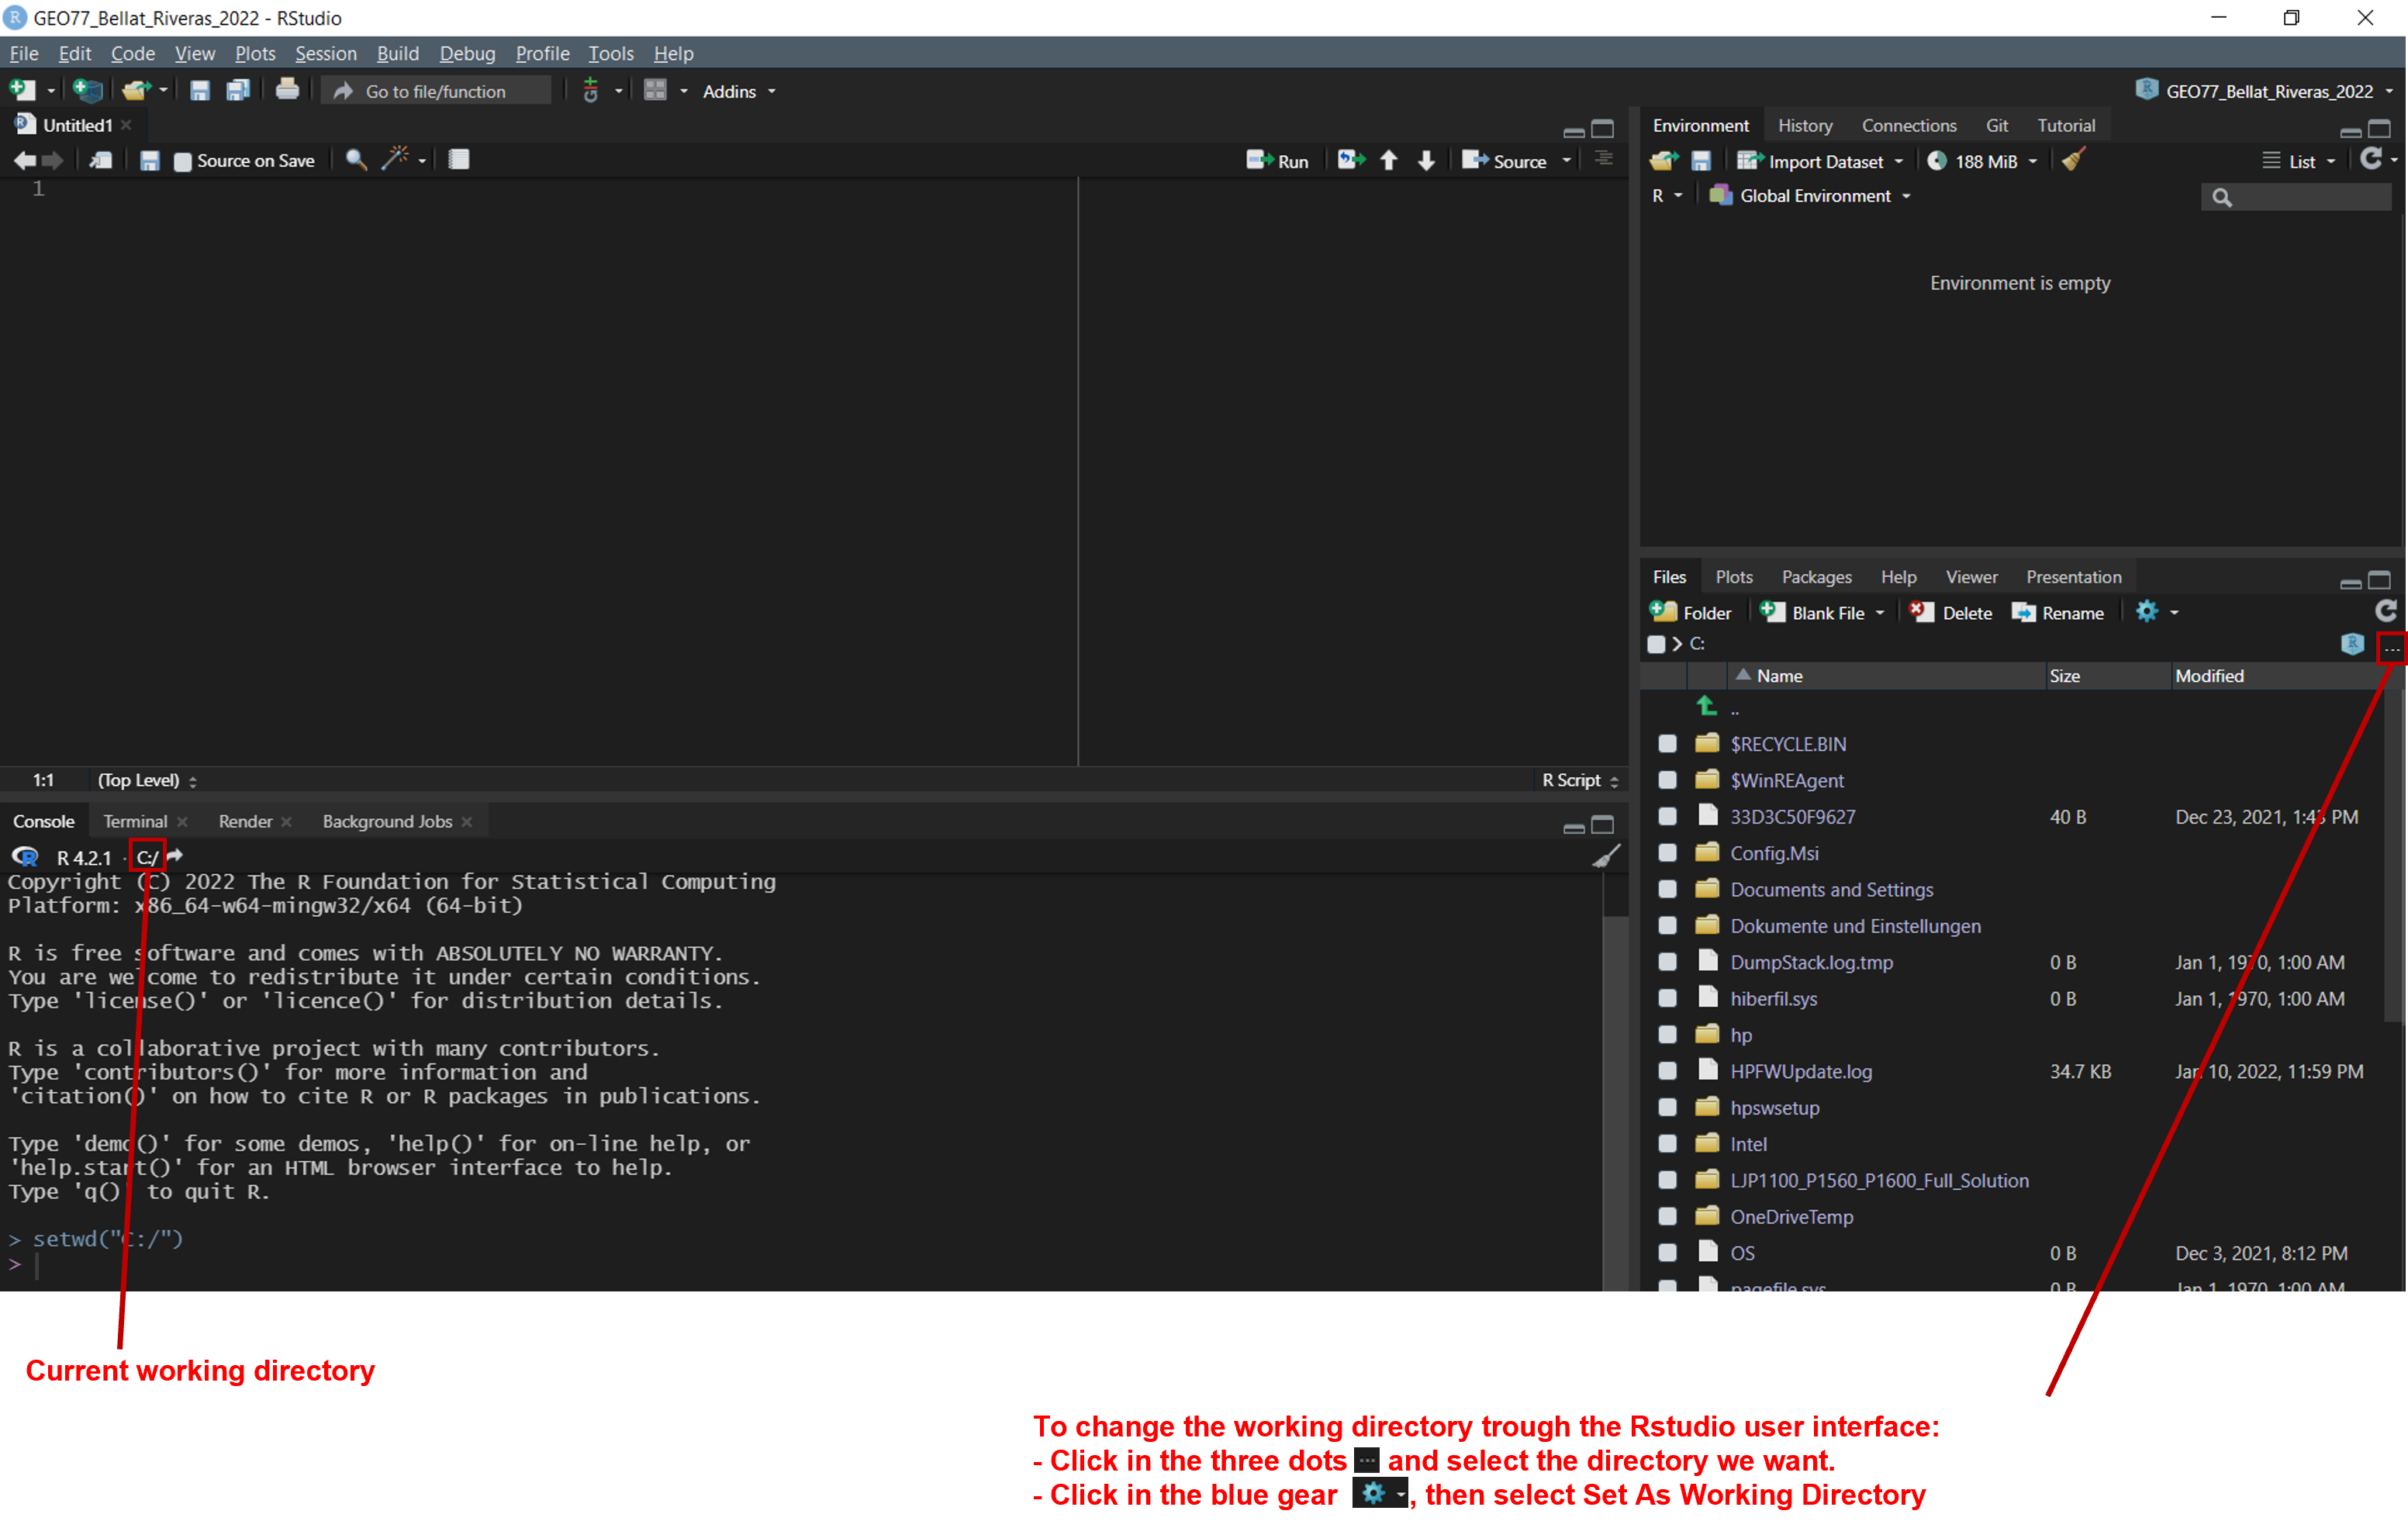 GEO77_Bellat_Riveras_2022 - RStudio
File Edit Code View Plots Session Build Debug Profile Tools Help
Go to file/function Addins GEO77_Bellat_Riveras_2022
Untitled1
Source on Save Run Source
1
1:1 (Top Level) R Script
Console Terminal Render Background Jobs
R 4.2.1 · C:/
Copyright (C) 2022 The R Foundation for Statistical Computing
Platform: x86_64-w64-mingw32/x64 (64-bit)
R is free software and comes with ABSOLUTELY NO WARRANTY.
You are welcome to redistribute it under certain conditions.
Type 'license()' or 'licence()' for distribution details.
R is a collaborative project with many contributors.
Type 'contributors()' for more information and
'citation()' on how to cite R or R packages in publications.
Type 'demo()' for some demos, 'help()' for on-line help, or
'help.start()' for an HTML browser interface to help.
Type 'q()' to quit R.
> setwd("C:/")
>
Environment History Connections Git Tutorial
Import Dataset 188 MiB List
R Global Environment
Environment is empty
Files Plots Packages Help Viewer Presentation
Folder Blank File Delete Rename
C: ...
Name Size Modified
..
$RECYCLE.BIN
$WinREAgent
33D3C50F9627 40 B Dec 23, 2021, 1:43 PM
Config.Msi
Documents and Settings
Dokumente und Einstellungen
DumpStack.log.tmp 0 B Jan 1, 1970, 1:00 AM
hiberfil.sys 0 B Jan 1, 1970, 1:00 AM
hp
HPFWUpdate.log 34.7 KB Jan 10, 2022, 11:59 PM
hpswsetup
Intel
LJP1100_P1560_P1600_Full_Solution
OneDriveTemp
OS 0 B Dec 3, 2021, 8:12 PM
pagefile.sys 0 B Jan 1, 1970, 1:00 AM
Current working directory
To change the working directory trough the Rstudio user interface:
- Click in the three dots ... and select the directory we want.
- Click in the blue gear , then select Set As Working Directory